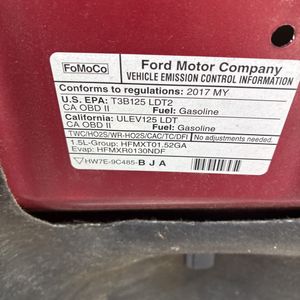 FoMoCo
Ford Motor Company
VEHICLE EMISSION CONTROL INFORMATION
Conforms to regulations: 2017 MY
U.S. EPA: T3B125 LDT2
CA OBD II Fuel: Gasoline
California: ULEV125 LDT
CA OBD II Fuel: Gasoline
TWC/HO2S/WR-HO2S/CAC/TC/DFI No adjustments needed.
1.5L-Group: HFMXT01.52GA
Evap: HFMXR0130NDF
HW7E-9C485-BJA